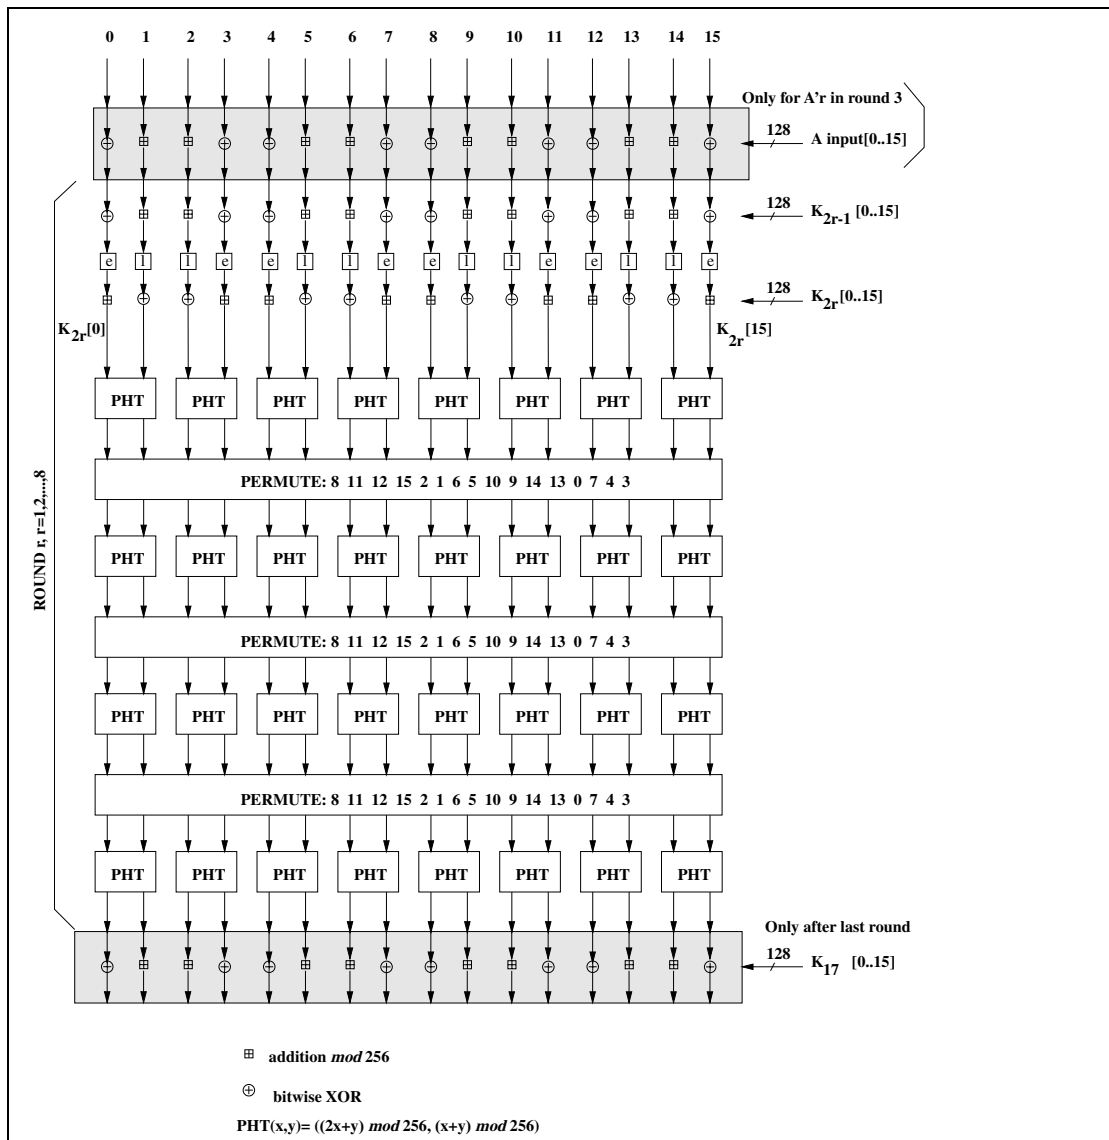 0 1 2 3 4 5 6 7 8 9 10 11 12 13 14 15
Only for A'r in round 3
128 A input[0..15]
128 K2r-1 [0..15]
e l l e e l l e e l l e e l l e
128 K2r [0..15]
K2r[0] K2r[15]
PHT PHT PHT PHT PHT PHT PHT PHT
PERMUTE: 8 11 12 15 2 1 6 5 10 9 14 13 0 7 4 3
ROUND r, r=1,2,...,8
PHT PHT PHT PHT PHT PHT PHT PHT
PERMUTE: 8 11 12 15 2 1 6 5 10 9 14 13 0 7 4 3
PHT PHT PHT PHT PHT PHT PHT PHT
PERMUTE: 8 11 12 15 2 1 6 5 10 9 14 13 0 7 4 3
PHT PHT PHT PHT PHT PHT PHT PHT
Only after last round
128 K17 [0..15]
addition mod 256
bitwise XOR
PHT(x,y)= ((2x+y) mod 256, (x+y) mod 256)